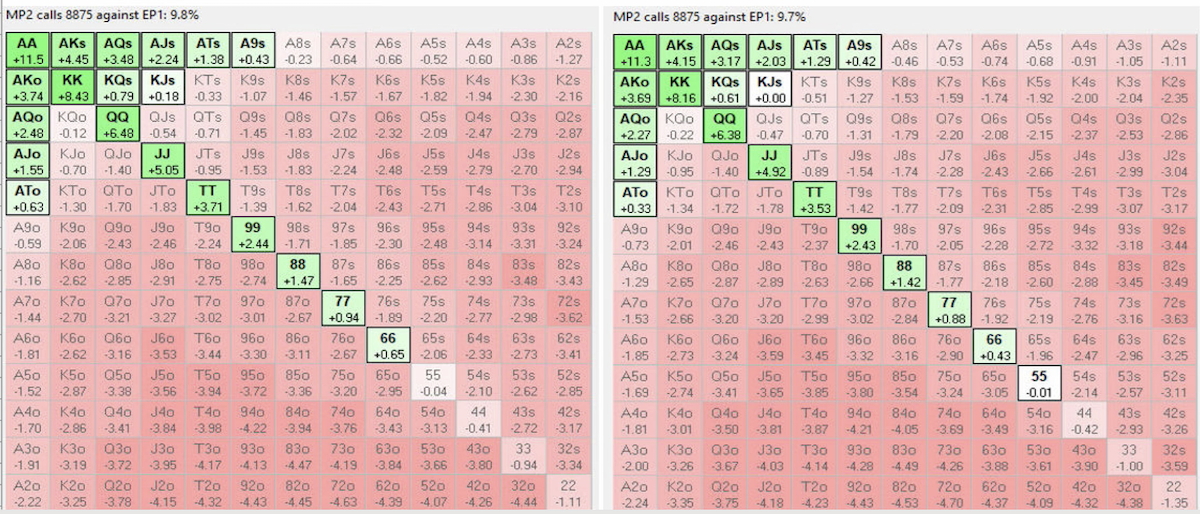 MP2 calls 8875 against EP1: 9.8%
AA AKs AQs AJs ATs A9s A8s A7s A6s A5s A4s A3s A2s
+11.5 +4.45 +3.48 +2.24 +1.38 +0.43 -0.23 -0.64 -0.66 -0.52 -0.60 -0.86 -1.27
AKo KK KQs KJs KTs K9s K8s K7s K6s K5s K4s K3s K2s
+3.74 +8.43 +0.79 +0.18 -0.33 -1.07 -1.46 -1.57 -1.67 -1.82 -1.94 -2.30 -2.16
AQo KQo QQ QJs QTs Q9s Q8s Q7s Q6s Q5s Q4s Q3s Q2s
+2.48 -0.12 +6.48 -0.54 -0.71 -1.45 -1.83 -2.02 -2.32 -2.09 -2.47 -2.79 -2.87
AJo KJo QJo JJ JTs J9s J8s J7s J6s J5s J4s J3s J2s
+1.55 -0.70 -1.40 +5.05 -0.95 -1.53 -1.83 -2.24 -2.48 -2.59 -2.79 -2.70 -2.94
ATo KTo QTo JTo TT T9s T8s T7s T6s T5s T4s T3s T2s
+0.63 -1.30 -1.70 -1.83 +3.71 -1.39 -1.62 -2.04 -2.43 -2.71 -2.86 -3.04 -3.10
A9o K9o Q9o J9o T9o 99 98s 97s 96s 95s 94s 93s 92s
-0.59 -2.06 -2.43 -2.46 -2.24 +2.44 -1.71 -1.85 -2.30 -2.48 -3.14 -3.31 -3.24
A8o K8o Q8o J8o T8o 98o 88 87s 86s 85s 84s 83s 82s
-1.16 -2.62 -2.85 -2.91 -2.75 -2.74 +1.47 -1.65 -2.25 -2.62 -2.93 -3.48 -3.43
A7o K7o Q7o J7o T7o 97o 87o 77 76s 75s 74s 73s 72s
-1.44 -2.70 -3.21 -3.27 -3.02 -3.01 -2.67 +0.94 -1.89 -2.20 -2.77 -2.98 -3.62
A6o K6o Q6o J6o T6o 96o 86o 76o 66 65s 64s 63s 62s
-1.81 -2.62 -3.16 -3.53 -3.44 -3.30 -3.11 -2.67 +0.65 -2.06 -2.33 -2.73 -3.41
A5o K5o Q5o J5o T5o 95o 85o 75o 65o 55 54s 53s 52s
-1.52 -2.87 -3.38 -3.56 -3.94 -3.72 -3.36 -3.20 -2.95 -0.04 -2.10 -2.62 -2.85
A4o K4o Q4o J4o T4o 94o 84o 74o 64o 54o 44 43s 42s
-1.70 -2.86 -3.41 -3.84 -3.98 -4.22 -3.94 -3.76 -3.43 -3.13 -0.41 -2.72 -3.13
A3o K3o Q3o J3o T3o 93o 83o 73o 63o 53o 43o 33 32s
-1.91 -3.19 -3.72 -3.95 -4.17 -4.13 -4.47 -4.19 -3.84 -3.66 -3.80 -0.94 -3.34
A2o K2o Q2o J2o T2o 92o 82o 72o 62o 52o 42o 32o 22
-2.22 -3.25 -3.78 -4.15 -4.32 -4.43 -4.45 -4.63 -4.39 -4.07 -4.26 -4.44 -1.11
MP2 calls 8875 against EP1: 9.7%
AA AKs AQs AJs ATs A9s A8s A7s A6s A5s A4s A3s A2s
+11.3 +4.15 +3.17 +2.03 +1.29 +0.42 -0.46 -0.53 -0.74 -0.68 -0.91 -1.05 -1.11
AKo KK KQs KJs KTs K9s K8s K7s K6s K5s K4s K3s K2s
+3.69 +8.16 +0.61 +0.00 -0.51 -1.27 -1.53 -1.59 -1.74 -1.92 -2.00 -2.04 -2.35
AQo KQo QQ QJs QTs Q9s Q8s Q7s Q6s Q5s Q4s Q3s Q2s
+2.27 -0.22 +6.38 -0.47 -0.70 -1.31 -1.79 -2.20 -2.08 -2.15 -2.37 -2.53 -2.86
AJo KJo QJo JJ JTs J9s J8s J7s J6s J5s J4s J3s J2s
+1.29 -0.95 -1.40 +4.92 -0.89 -1.54 -1.74 -2.28 -2.43 -2.66 -2.61 -2.99 -3.04
ATo KTo QTo JTo TT T9s T8s T7s T6s T5s T4s T3s T2s
+0.33 -1.34 -1.72 -1.78 +3.53 -1.42 -1.77 -2.09 -2.31 -2.85 -2.99 -3.07 -3.17
A9o K9o Q9o J9o T9o 99 98s 97s 96s 95s 94s 93s 92s
-0.73 -2.01 -2.46 -2.43 -2.37 +2.43 -1.70 -2.05 -2.28 -2.72 -3.32 -3.18 -3.44
A8o K8o Q8o J8o T8o 98o 88 87s 86s 85s 84s 83s 82s
-1.29 -2.65 -2.87 -2.89 -2.63 -2.66 +1.42 -1.77 -2.18 -2.60 -2.88 -3.45 -3.49
A7o K7o Q7o J7o T7o 97o 87o 77 76s 75s 74s 73s 72s
-1.53 -2.66 -3.20 -3.20 -2.99 -3.02 -2.84 +0.88 -1.92 -2.19 -2.76 -3.16 -3.63
A6o K6o Q6o J6o T6o 96o 86o 76o 66 65s 64s 63s 62s
-1.85 -2.73 -3.24 -3.59 -3.45 -3.32 -3.16 -2.90 +0.43 -1.96 -2.47 -2.96 -3.25
A5o K5o Q5o J5o T5o 95o 85o 75o 65o 55 54s 53s 52s
-1.69 -2.74 -3.41 -3.65 -3.85 -3.80 -3.54 -3.24 -3.05 -0.01 -2.14 -2.57 -3.11
A4o K4o Q4o J4o T4o 94o 84o 74o 64o 54o 44 43s 42s
-1.81 -3.01 -3.50 -3.81 -3.87 -4.21 -4.05 -3.69 -3.49 -3.16 -0.42 -2.93 -3.26
A3o K3o Q3o J3o T3o 93o 83o 73o 63o 53o 43o 33 32s
-2.00 -3.26 -3.67 -4.03 -4.14 -4.28 -4.49 -4.26 -3.88 -3.61 -3.90 -1.00 -3.59
A2o K2o Q2o J2o T2o 92o 82o 72o 62o 52o 42o 32o 22
-2.24 -3.35 -3.75 -4.18 -4.23 -4.43 -4.53 -4.70 -4.37 -4.09 -4.32 -4.38 -1.35